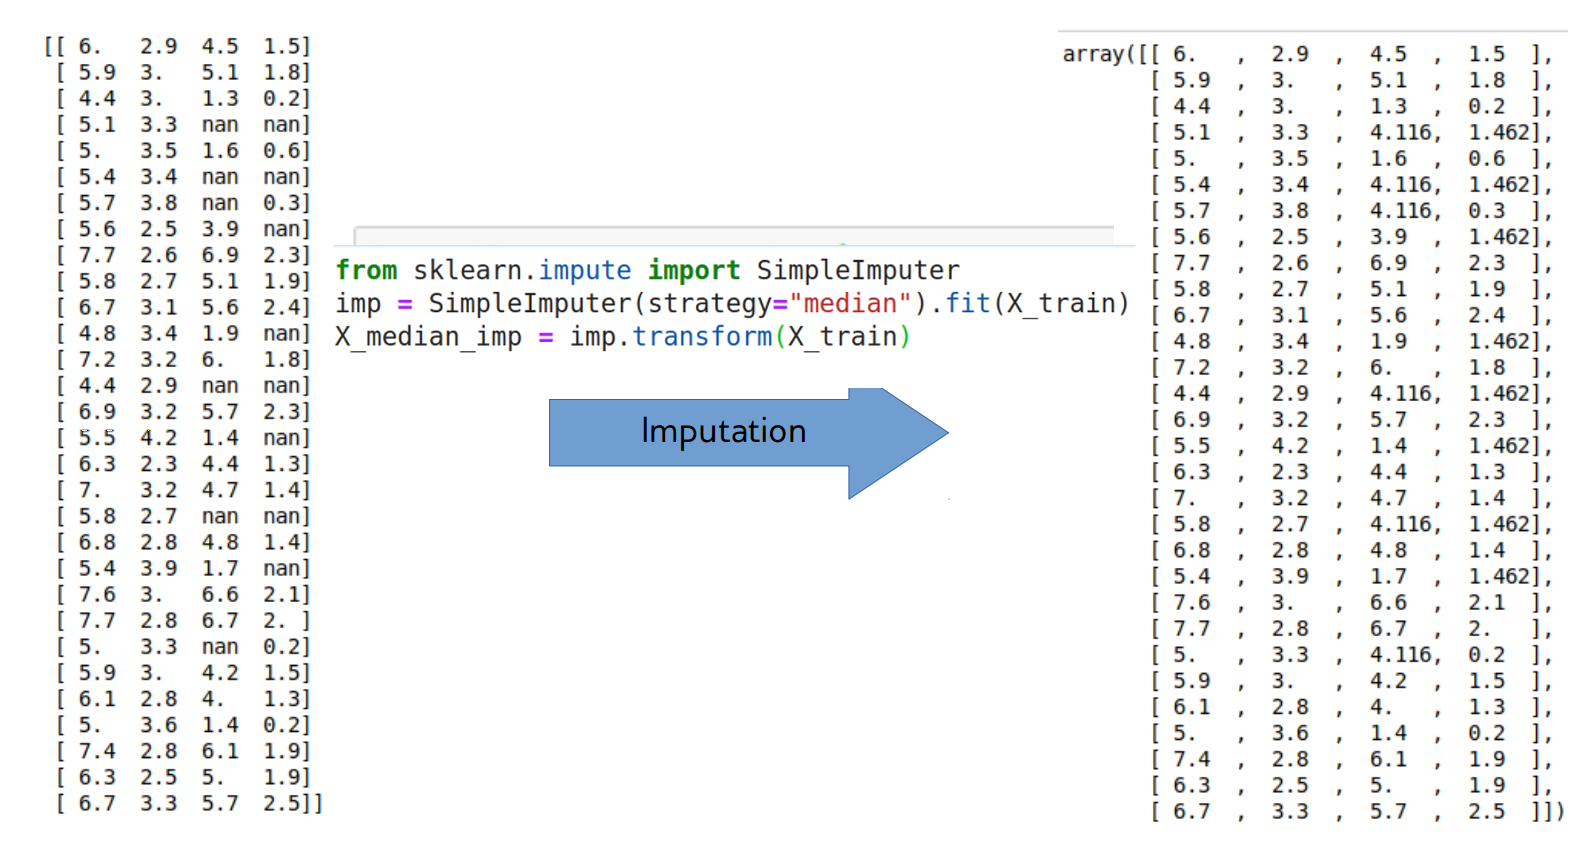 [[ 6.   2.9  4.5  1.5]
[ 5.9  3.   5.1  1.8]
[ 4.4  3.   1.3  0.2]
[ 5.1  3.3  nan  nan]
[ 5.   3.5  1.6  0.6]
[ 5.4  3.4  nan  nan]
[ 5.7  3.8  nan  0.3]
[ 5.6  2.5  3.9  nan]
[ 7.7  2.6  6.9  2.3]
[ 5.8  2.7  5.1  1.9]
[ 6.7  3.1  5.6  2.4]
[ 4.8  3.4  1.9  nan]
[ 7.2  3.2  6.   1.8]
[ 4.4  2.9  nan  nan]
[ 6.9  3.2  5.7  2.3]
[ 5.5  4.2  1.4  nan]
[ 6.3  2.3  4.4  1.3]
[ 7.   3.2  4.7  1.4]
[ 5.8  2.7  nan  nan]
[ 6.8  2.8  4.8  1.4]
[ 5.4  3.9  1.7  nan]
[ 7.6  3.   6.6  2.1]
[ 7.7  2.8  6.7  2. ]
[ 5.   3.3  nan  0.2]
[ 5.9  3.   4.2  1.5]
[ 6.1  2.8  4.   1.3]
[ 5.   3.6  1.4  0.2]
[ 7.4  2.8  6.1  1.9]
[ 6.3  2.5  5.   1.9]
[ 6.7  3.3  5.7  2.5]]
from sklearn.impute import SimpleImputer
imp = SimpleImputer(strategy="median").fit(X_train)
X_median_imp = imp.transform(X_train)
Imputation
array([[ 6.   ,  2.9  ,  4.5  ,  1.5  ],
[ 5.9  ,  3.   ,  5.1  ,  1.8  ],
[ 4.4  ,  3.   ,  1.3  ,  0.2  ],
[ 5.1  ,  3.3  ,  4.116,  1.462],
[ 5.   ,  3.5  ,  1.6  ,  0.6  ],
[ 5.4  ,  3.4  ,  4.116,  1.462],
[ 5.7  ,  3.8  ,  4.116,  0.3  ],
[ 5.6  ,  2.5  ,  3.9  ,  1.462],
[ 7.7  ,  2.6  ,  6.9  ,  2.3  ],
[ 5.8  ,  2.7  ,  5.1  ,  1.9  ],
[ 6.7  ,  3.1  ,  5.6  ,  2.4  ],
[ 4.8  ,  3.4  ,  1.9  ,  1.462],
[ 7.2  ,  3.2  ,  6.   ,  1.8  ],
[ 4.4  ,  2.9  ,  4.116,  1.462],
[ 6.9  ,  3.2  ,  5.7  ,  2.3  ],
[ 5.5  ,  4.2  ,  1.4  ,  1.462],
[ 6.3  ,  2.3  ,  4.4  ,  1.3  ],
[ 7.   ,  3.2  ,  4.7  ,  1.4  ],
[ 5.8  ,  2.7  ,  4.116,  1.462],
[ 6.8  ,  2.8  ,  4.8  ,  1.4  ],
[ 5.4  ,  3.9  ,  1.7  ,  1.462],
[ 7.6  ,  3.   ,  6.6  ,  2.1  ],
[ 7.7  ,  2.8  ,  6.7  ,  2.   ],
[ 5.   ,  3.3  ,  4.116,  0.2  ],
[ 5.9  ,  3.   ,  4.2  ,  1.5  ],
[ 6.1  ,  2.8  ,  4.   ,  1.3  ],
[ 5.   ,  3.6  ,  1.4  ,  0.2  ],
[ 7.4  ,  2.8  ,  6.1  ,  1.9  ],
[ 6.3  ,  2.5  ,  5.   ,  1.9  ],
[ 6.7  ,  3.3  ,  5.7  ,  2.5  ]])